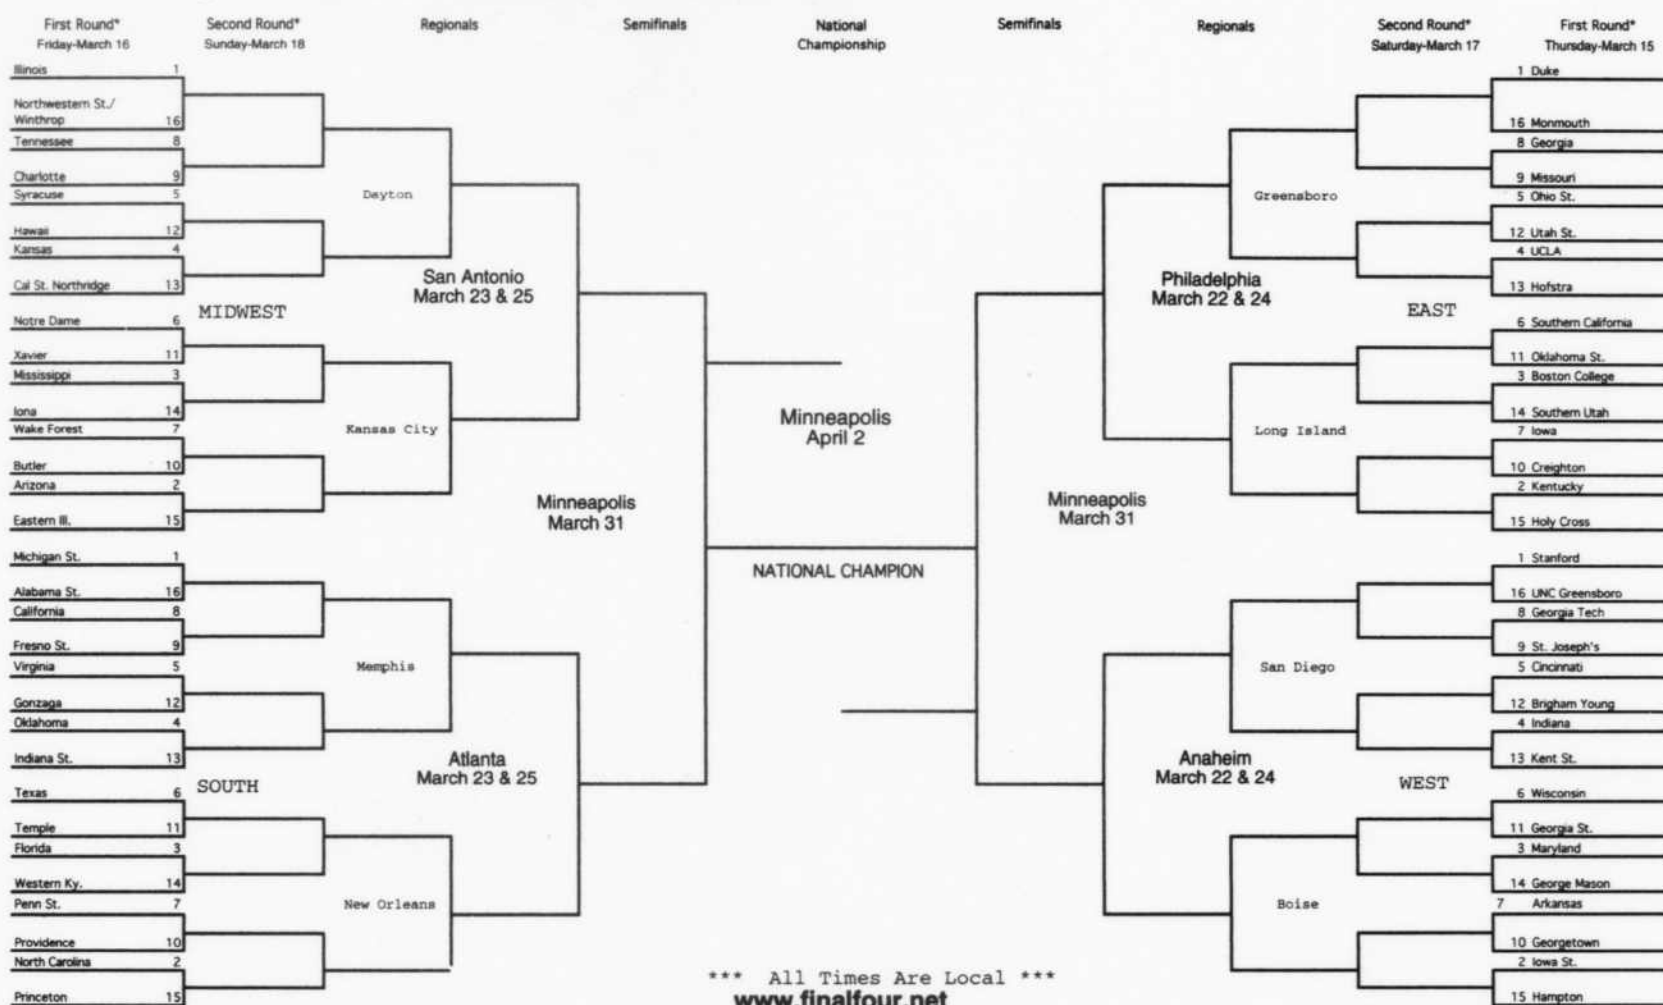 First Round*
Friday-March 16
Second Round*
Sunday-March 18
Regionals
Semifinals
National
Championship
Semifinals
Regionals
Second Round*
Saturday-March 17
First Round*
Thursday-March 15
Illinois 1
Northwestern St./
Winthrop 16
Tennessee 8
Charlotte 9
Syracuse 5
Hawaii 12
Kansas 4
Cal St. Northridge 13
Dayton
San Antonio
March 23 & 25
MIDWEST
Notre Dame 6
Xavier 11
Mississippi 3
Iona 14
Wake Forest 7
Butler 10
Arizona 2
Eastern Ill. 15
Kansas City
Minneapolis
March 31
Michigan St. 1
Alabama St. 16
California 8
Fresno St. 9
Virginia 5
Gonzaga 12
Oklahoma 4
Indiana St. 13
Memphis
Atlanta
March 23 & 25
SOUTH
Texas 6
Temple 11
Florida 3
Western Ky. 14
Penn St. 7
Providence 10
North Carolina 2
Princeton 15
New Orleans
Minneapolis
April 2
NATIONAL CHAMPION
1 Duke
16 Monmouth
8 Georgia
9 Missouri
5 Ohio St.
12 Utah St.
4 UCLA
13 Hofstra
Greensboro
Philadelphia
March 22 & 24
EAST
6 Southern California
11 Oklahoma St.
3 Boston College
14 Southern Utah
7 Iowa
10 Creighton
2 Kentucky
15 Holy Cross
Long Island
Minneapolis
March 31
1 Stanford
16 UNC Greensboro
8 Georgia Tech
9 St. Joseph's
5 Cincinnati
12 Brigham Young
4 Indiana
13 Kent St.
San Diego
Anaheim
March 22 & 24
WEST
6 Wisconsin
11 Georgia St.
3 Maryland
14 George Mason
7 Arkansas
10 Georgetown
2 Iowa St.
15 Hampton
Boise
*** All Times Are Local ***
www.finalfour.net